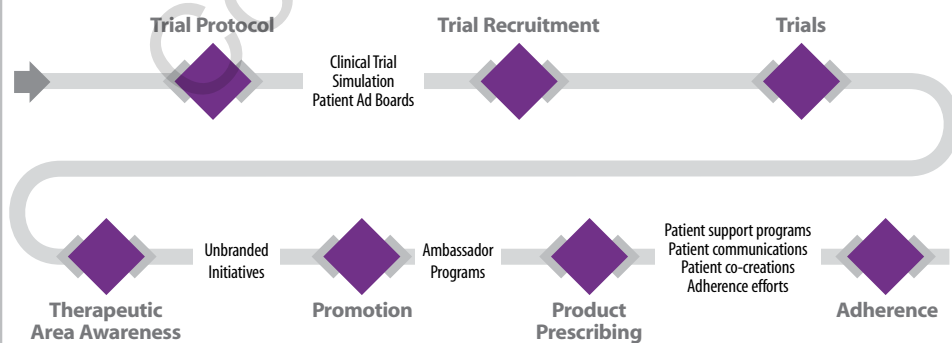 Trial Protocol
Trial Recruitment
Trials
Clinical Trial
Simulation
Patient Ad Boards
Unbranded
Initiatives
Ambassador
Programs
Patient support programs
Patient communications
Patient co-creations
Adherence efforts
Therapeutic
Area Awareness
Promotion
Product
Prescribing
Adherence